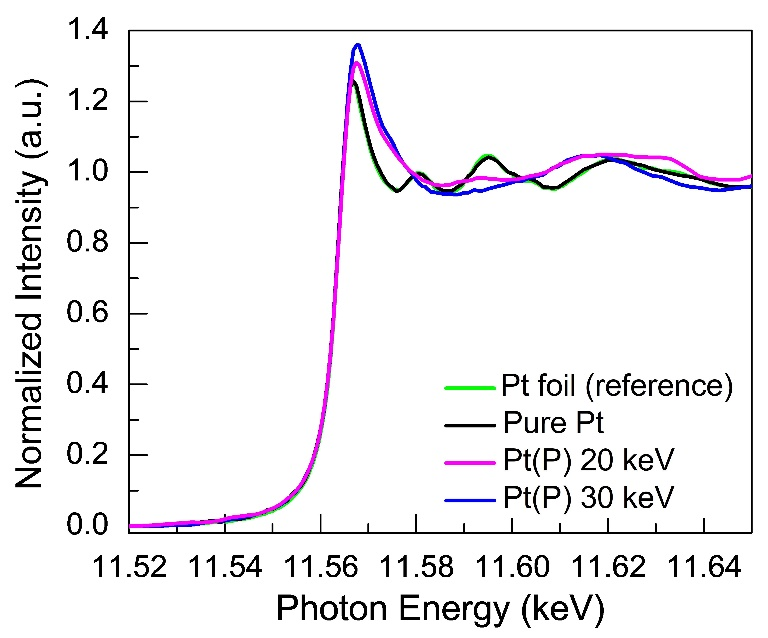 Normalized Intensity (a.u.)
1.4
1.2
1.0
0.8
0.6
0.4
0.2
0.0
Pt foil (reference)
Pure Pt
Pt(P) 20 keV
Pt(P) 30 keV
11.52 11.54 11.56 11.58 11.60 11.62 11.64
Photon Energy (keV)